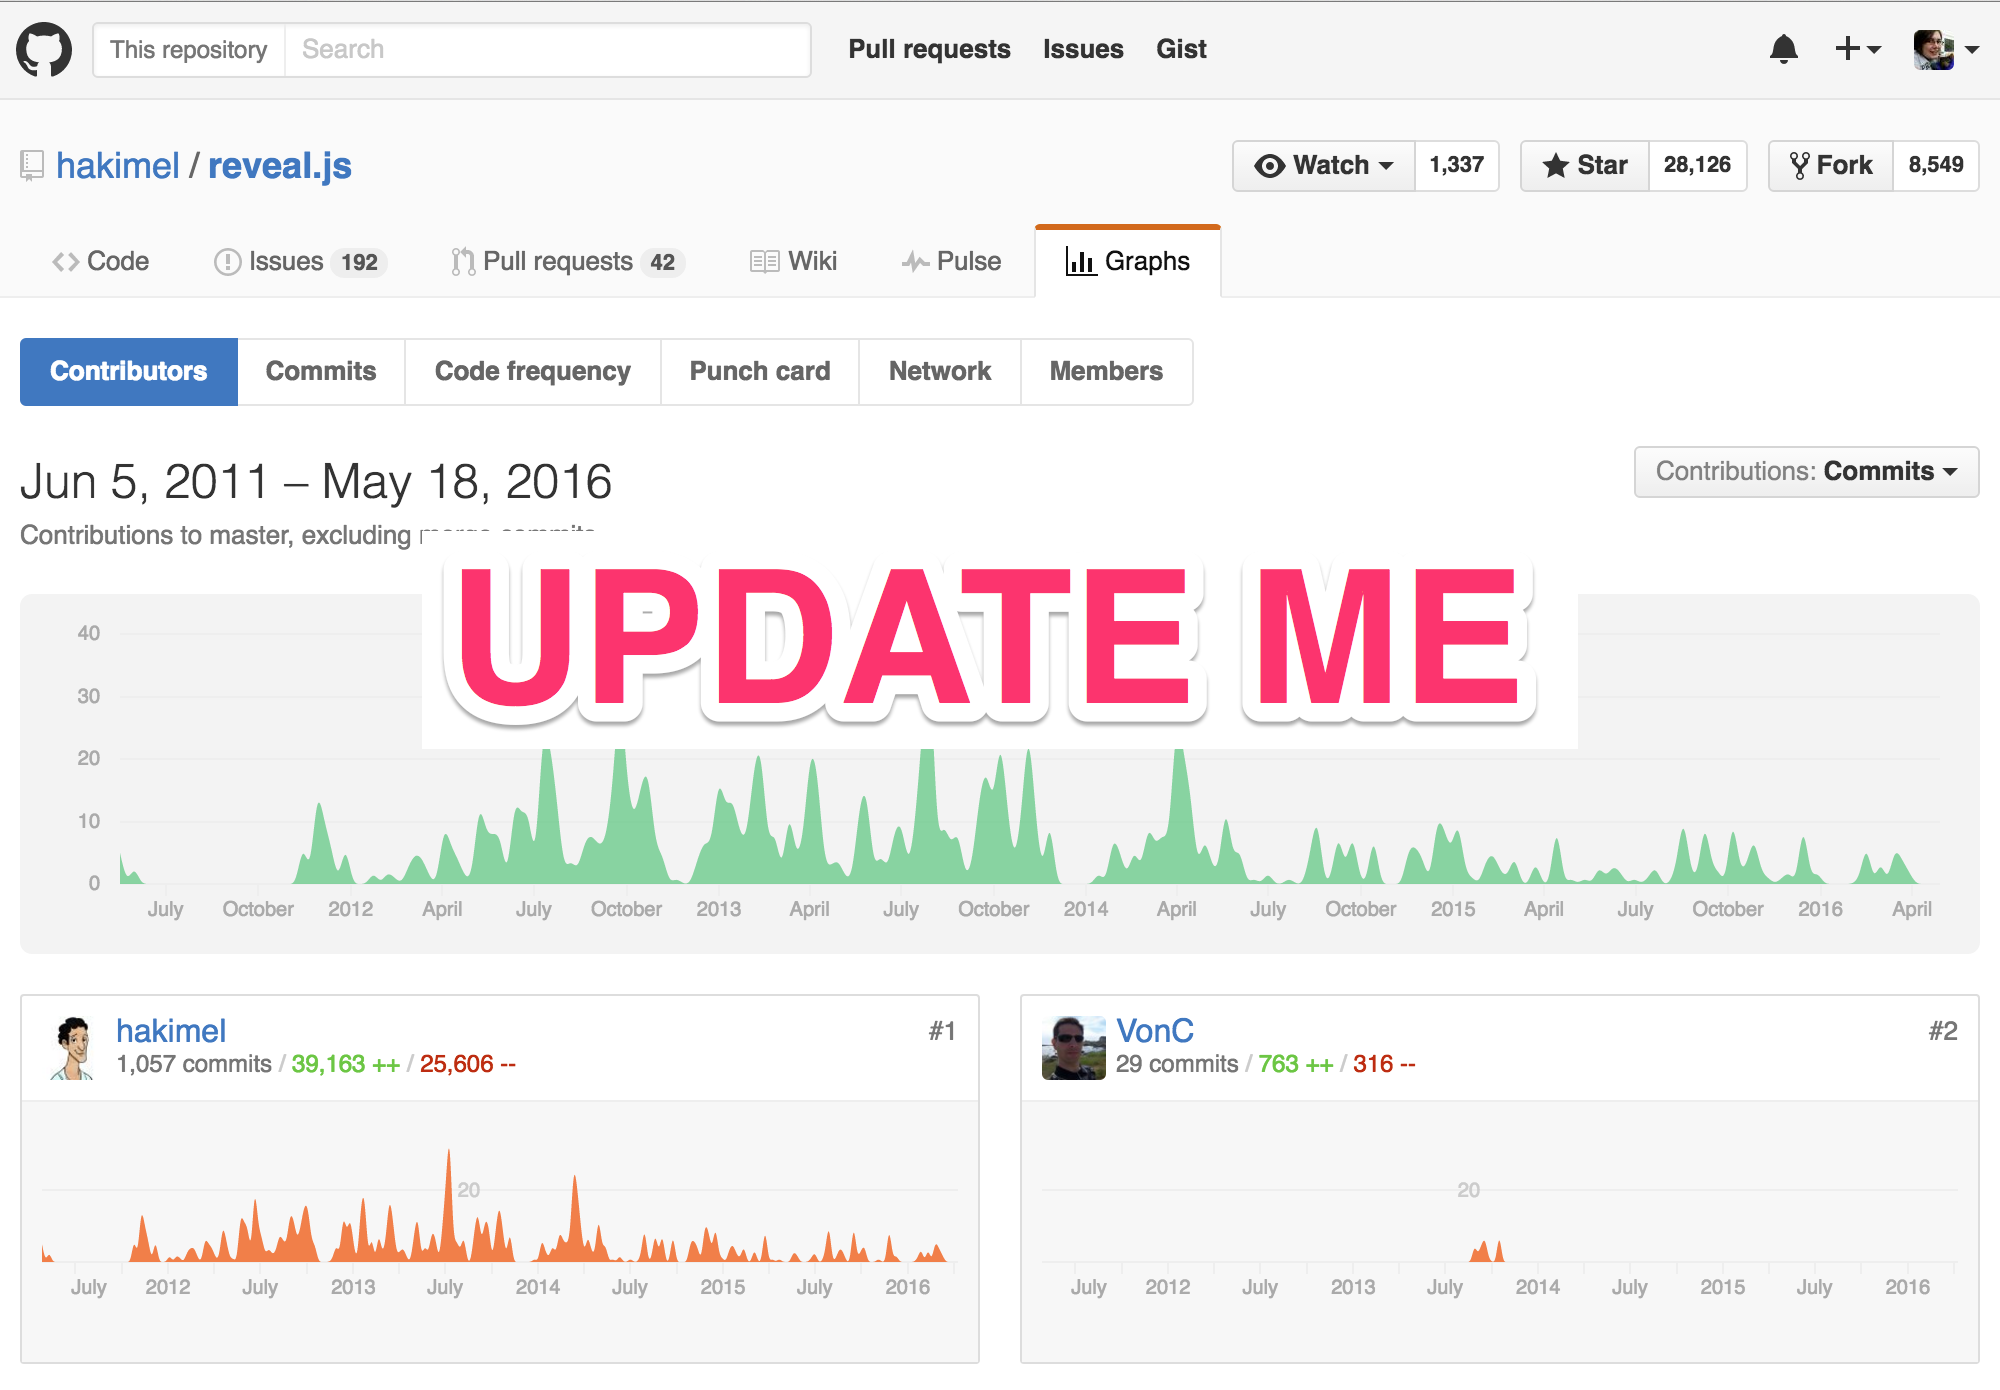 This repository Search Pull requests Issues Gist
hakimel / reveal.js Watch 1,337 Star 28,126 Fork 8,549
Code Issues 192 Pull requests 42 Wiki Pulse Graphs
Contributors Commits Code frequency Punch card Network Members
Jun 5, 2011 – May 18, 2016 Contributions: Commits
Contributions to master, excluding merge commits
UPDATE ME
40
30
20
10
0
July October 2012 April July October 2013 April July October 2014 April July October 2015 April July October 2016 April
hakimel #1
1,057 commits / 39,163 ++ / 25,606 --
20
July 2012 July 2013 July 2014 July 2015 July 2016
VonC #2
29 commits / 763 ++ / 316 --
20
July 2012 July 2013 July 2014 July 2015 July 2016